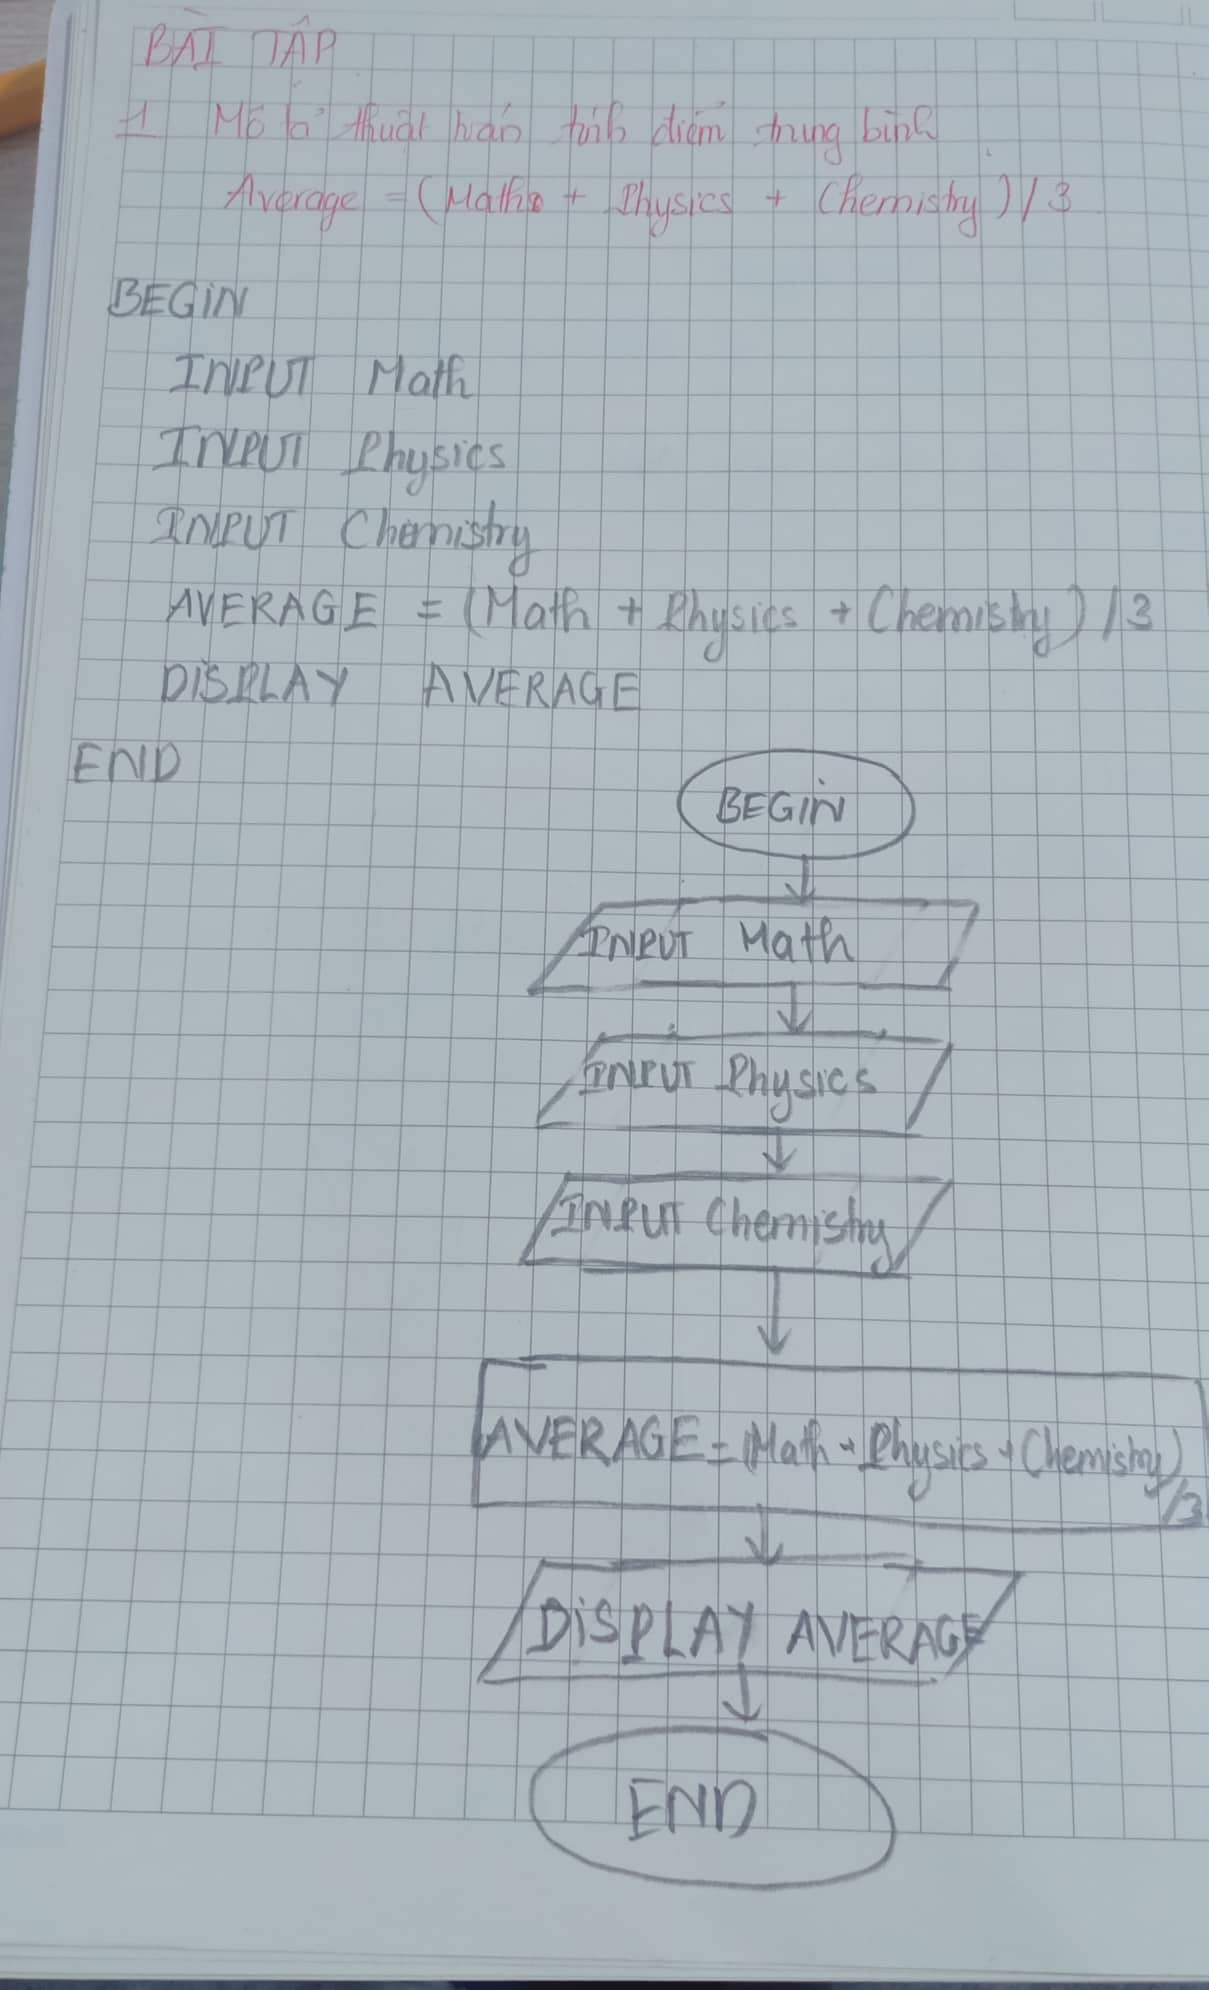 BÀI TẬP
1 Mô tả thuật toán tính điểm trung bình
Average = (Maths + Physics + Chemistry) / 3
BEGIN
INPUT Math
INPUT Physics
INPUT Chemistry
AVERAGE = (Math + Physics + Chemistry) / 3
DISPLAY AVERAGE
END
BEGIN
INPUT Math
INPUT Physics
INPUT Chemistry
AVERAGE = (Math + Physics + Chemistry)
/3
DISPLAY AVERAGE
END